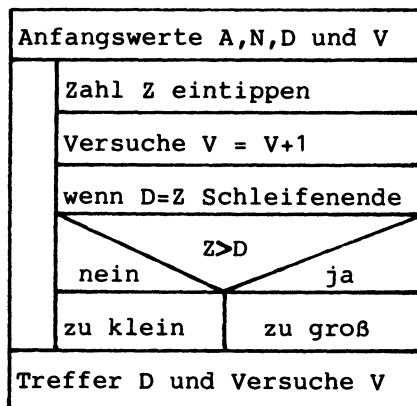 Anfangswerte A,N,D und V
Zahl Z eintippen
Versuche V = V+1
wenn D=Z Schleifenende
Z>D
nein ja
zu klein zu groß
Treffer D und Versuche V